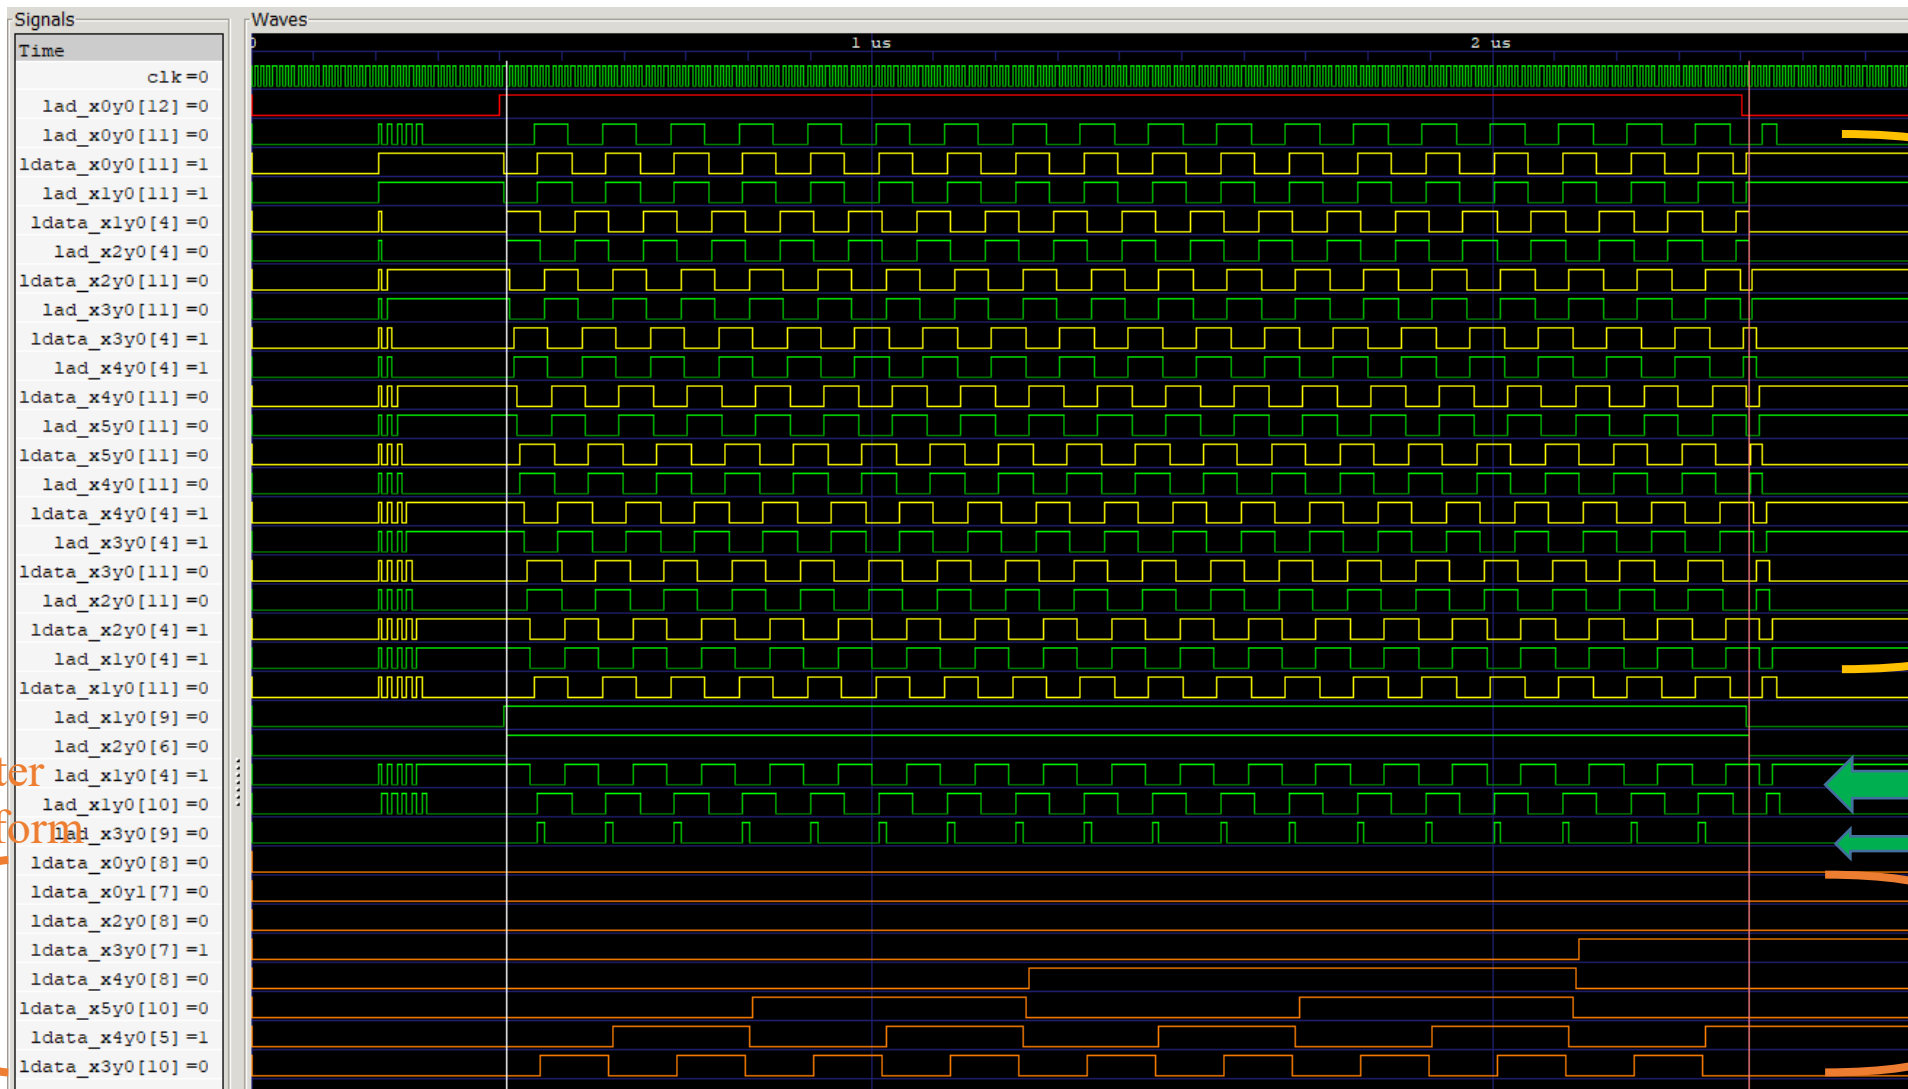 Signals
Waves
Time
0
1 us
2 us
clk=0
lad_x0y0[12]=0
lad_x0y0[11]=0
ldata_x0y0[11]=1
lad_x1y0[11]=1
ldata_x1y0[4]=0
lad_x2y0[4]=0
ldata_x2y0[11]=0
lad_x3y0[11]=0
ldata_x3y0[4]=1
lad_x4y0[4]=1
ldata_x4y0[11]=0
lad_x5y0[11]=0
ldata_x5y0[11]=0
lad_x4y0[11]=0
ldata_x4y0[4]=1
lad_x3y0[4]=1
ldata_x3y0[11]=0
lad_x2y0[11]=0
ldata_x2y0[4]=1
lad_x1y0[4]=1
ldata_x1y0[11]=0
lad_x1y0[9]=0
lad_x2y0[6]=0
ter
lad_x1y0[4]=1
lad_x1y0[10]=0
form
lad_x3y0[9]=0
ldata_x0y0[8]=0
ldata_x0y1[7]=0
ldata_x2y0[8]=0
ldata_x3y0[7]=1
ldata_x4y0[8]=0
ldata_x5y0[10]=0
ldata_x4y0[5]=1
ldata_x3y0[10]=0